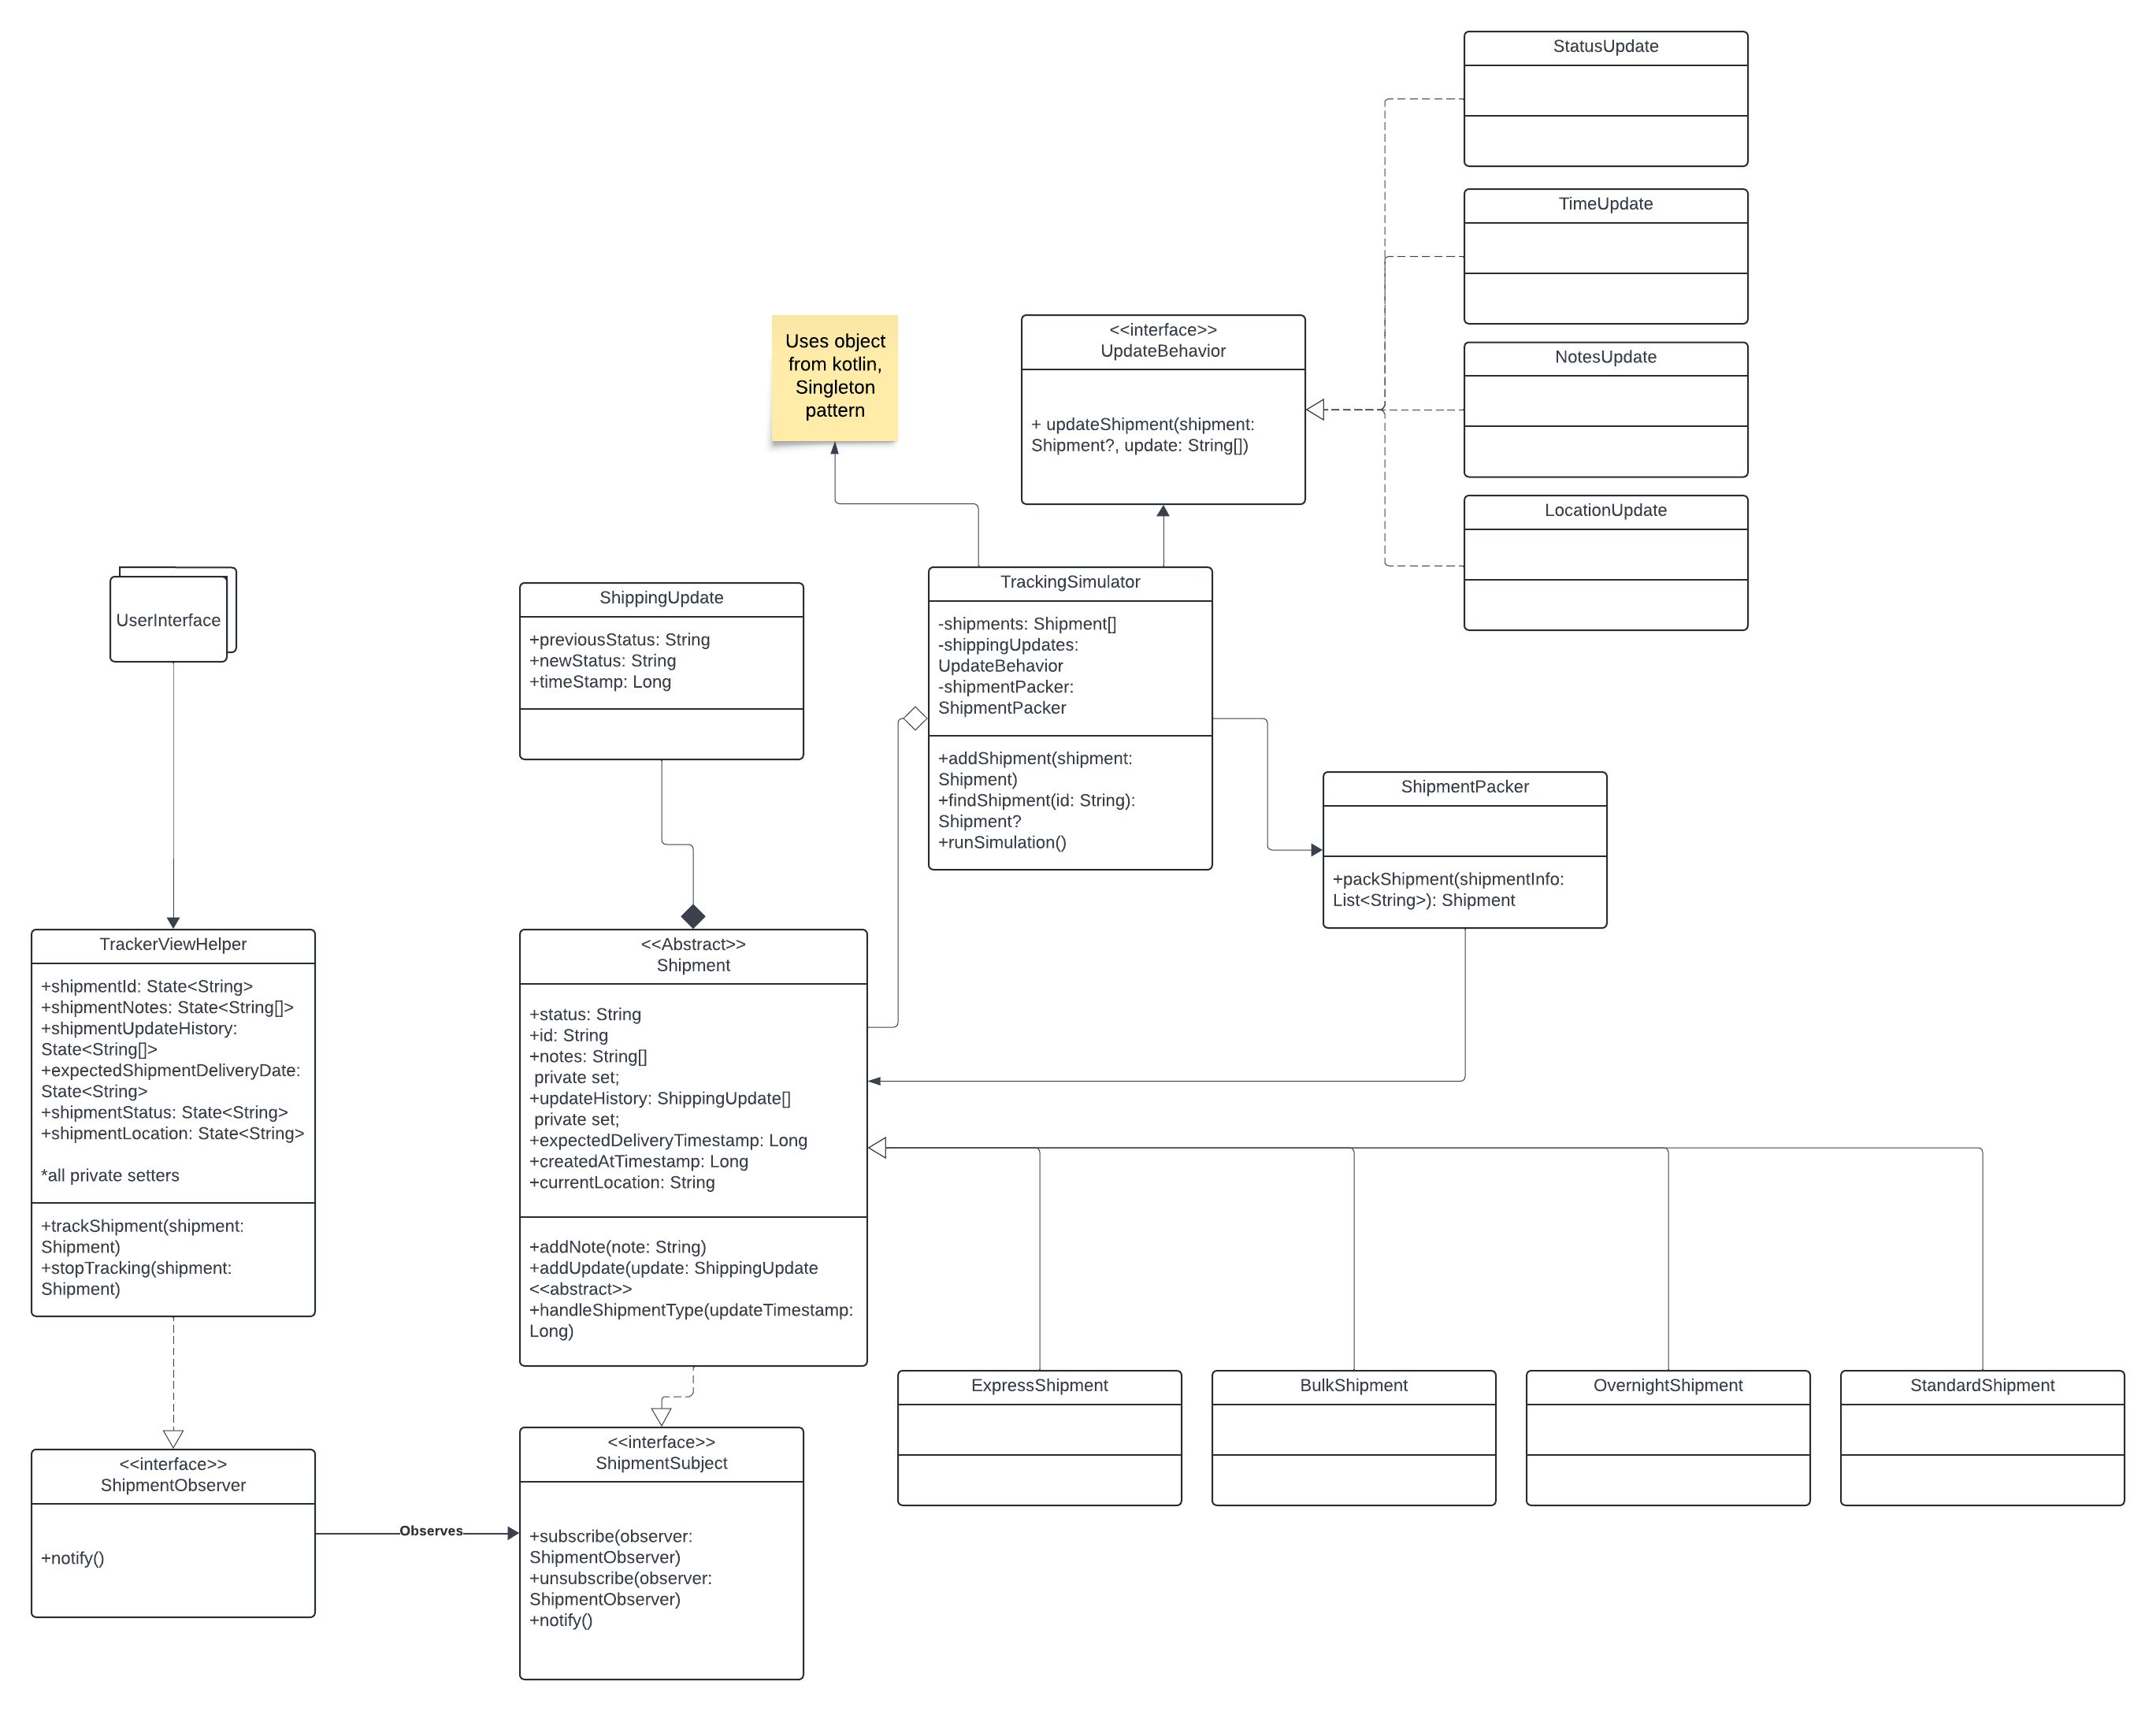 StatusUpdate
TimeUpdate
NotesUpdate
LocationUpdate
<<interface>>
UpdateBehavior
+ updateShipment(shipment:
Shipment?, update: String[])
Uses object
from kotlin,
Singleton
pattern
UserInterface
ShippingUpdate
+previousStatus: String
+newStatus: String
+timeStamp: Long
TrackingSimulator
-shipments: Shipment[]
-shippingUpdates:
UpdateBehavior
-shipmentPacker:
ShipmentPacker
+addShipment(shipment:
Shipment)
+findShipment(id: String):
Shipment?
+runSimulation()
ShipmentPacker
+packShipment(shipmentInfo:
List<String>): Shipment
TrackerViewHelper
+shipmentId: State<String>
+shipmentNotes: State<String[]>
+shipmentUpdateHistory:
State<String[]>
+expectedShipmentDeliveryDate:
State<String>
+shipmentStatus: State<String>
+shipmentLocation: State<String>
*all private setters
+trackShipment(shipment:
Shipment)
+stopTracking(shipment:
Shipment)
<<Abstract>>
Shipment
+status: String
+id: String
+notes: String[]
private set;
+updateHistory: ShippingUpdate[]
private set;
+expectedDeliveryTimestamp: Long
+createdAtTimestamp: Long
+currentLocation: String
+addNote(note: String)
+addUpdate(update: ShippingUpdate
<<abstract>>
+handleShipmentType(updateTimestamp:
Long)
ExpressShipment
BulkShipment
OvernightShipment
StandardShipment
<<interface>>
ShipmentObserver
+notify()
Observes
<<interface>>
ShipmentSubject
+subscribe(observer:
ShipmentObserver)
+unsubscribe(observer:
ShipmentObserver)
+notify()